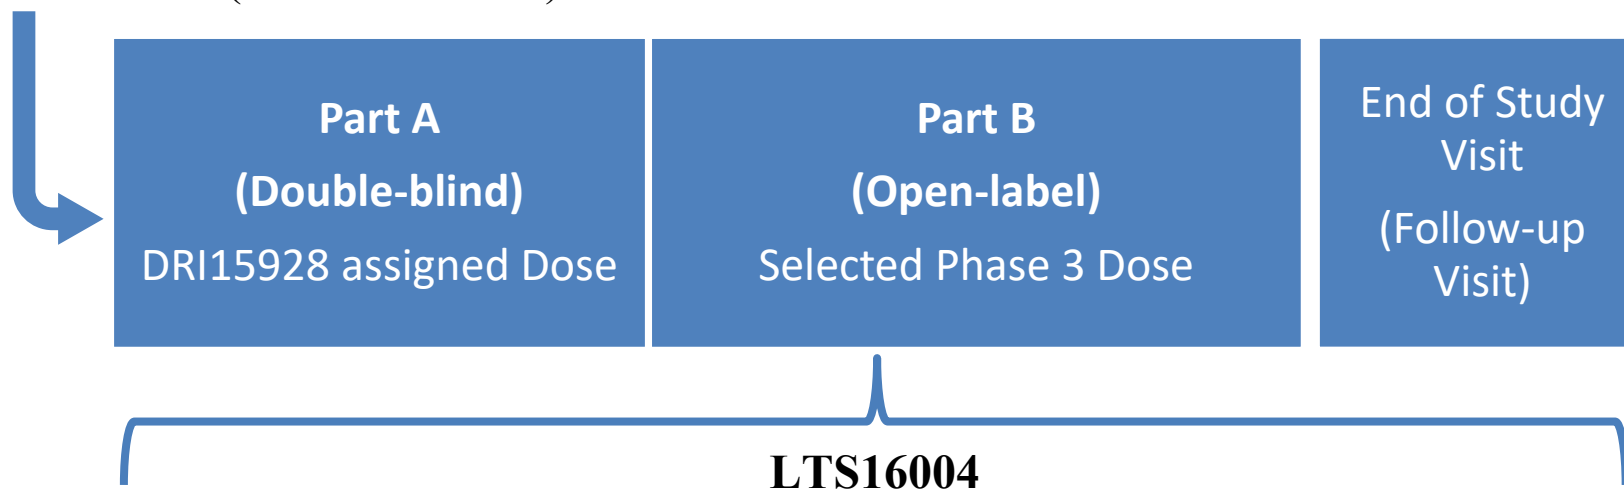 Part A
(Double-blind)
DRI15928 assigned Dose
Part B
(Open-label)
Selected Phase 3 Dose
End of Study
Visit
(Follow-up
Visit)
LTS16004